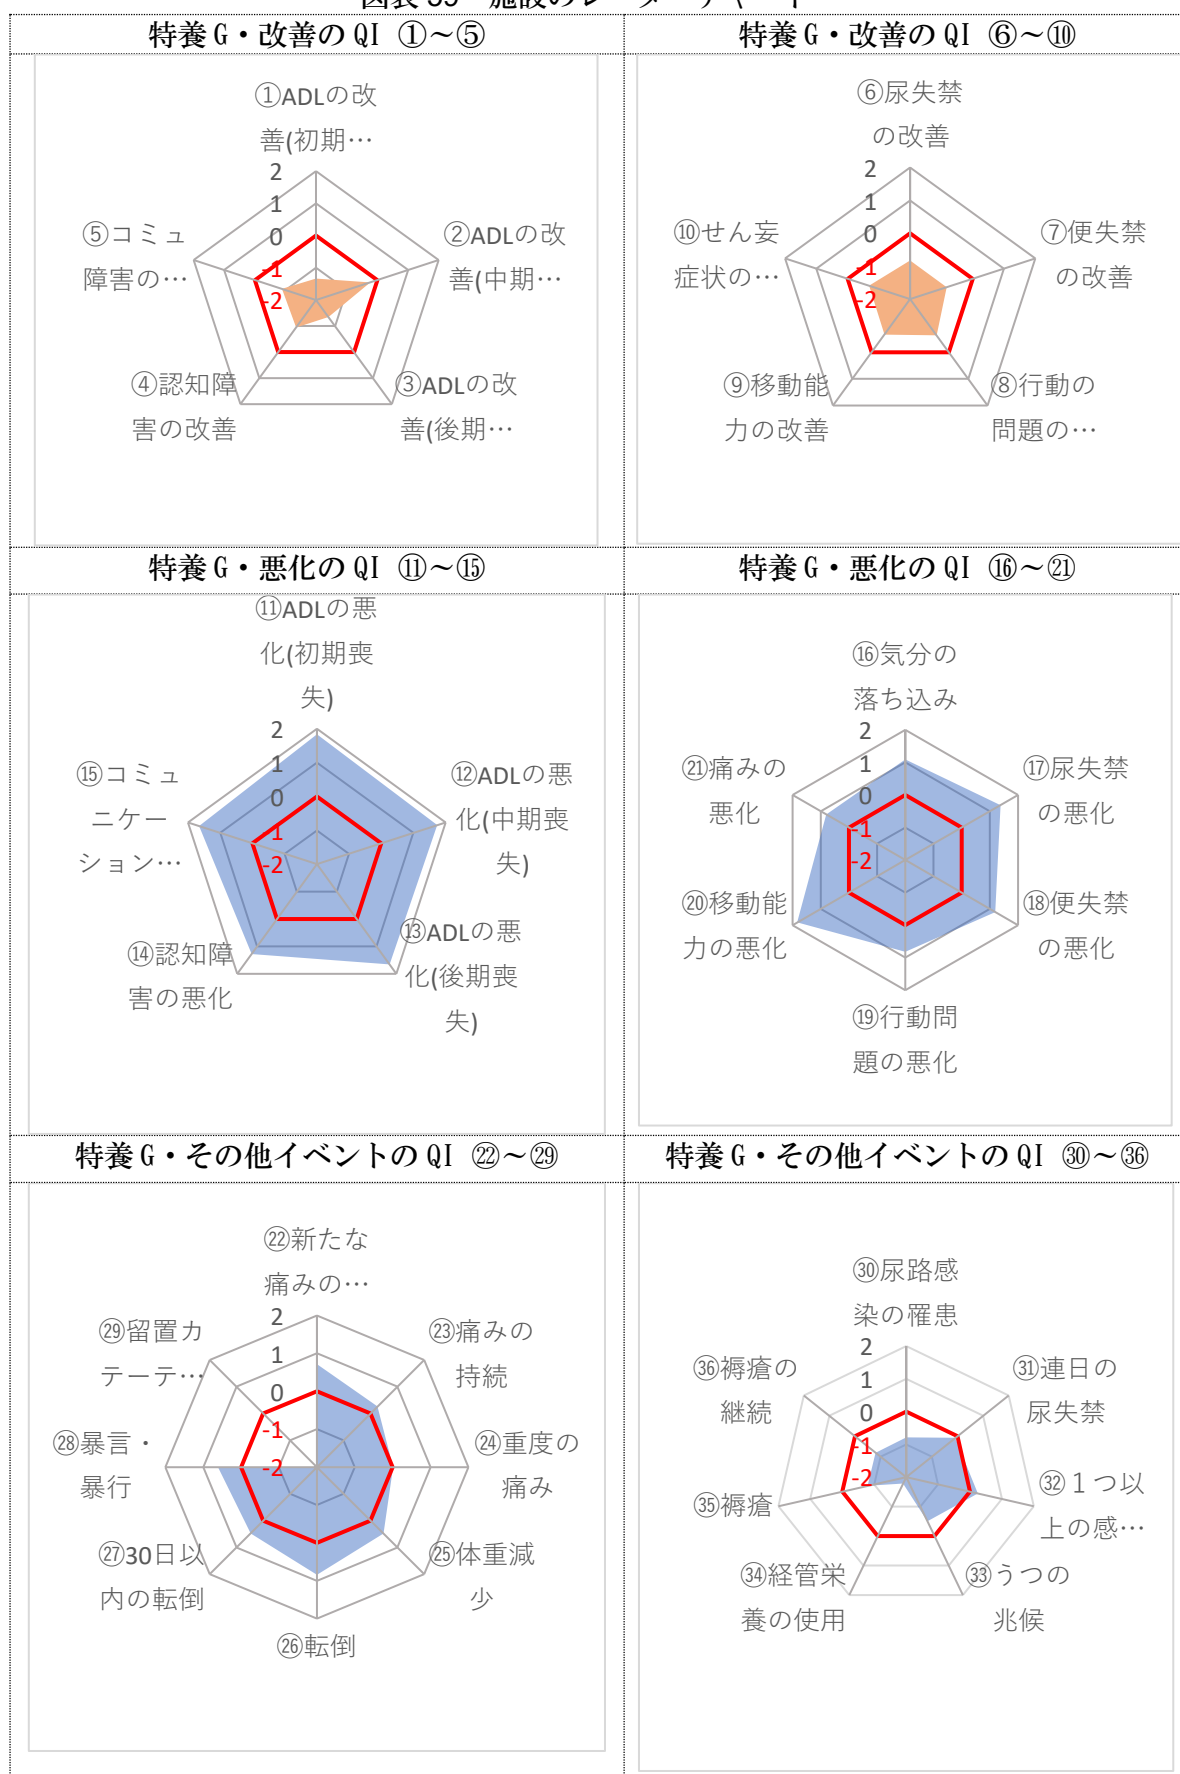 特養 G・改善の QI ①～⑤
特養 G・改善の QI ⑥～⑩
①ADLの改
善(初期…
2
1
0
-1
-2
②ADLの改
善(中期…
③ADLの改
善(後期…
④認知障
害の改善
⑤コミュ
障害の…
⑥尿失禁
の改善
2
1
0
-1
-2
⑦便失禁
の改善
⑧行動の
問題の…
⑨移動能
力の改善
⑩せん妄
症状の…
特養 G・悪化の QI ⑪～⑮
特養 G・悪化の QI ⑯～㉑
⑪ADLの悪
化(初期喪
失)
2
1
0
-1
-2
⑫ADLの悪
化(中期喪
失)
⑬ADLの悪
化(後期喪
失)
⑭認知障
害の悪化
⑮コミュ
ニケー
ション…
⑯気分の
落ち込み
2
1
0
-1
-2
⑰尿失禁
の悪化
⑱便失禁
の悪化
⑲行動問
題の悪化
⑳移動能
力の悪化
㉑痛みの
悪化
特養 G・その他イベントの QI ㉒～㉙
特養 G・その他イベントの QI ㉚～㊱
㉒新たな
痛みの…
2
1
0
-1
-2
㉓痛みの
持続
㉔重度の
痛み
㉕体重減
少
㉖転倒
㉗30日以
内の転倒
㉘暴言・
暴行
㉙留置カ
テーテ…
㉚尿路感
染の罹患
2
1
0
-1
-2
㉛連日の
尿失禁
㉜１つ以
上の感…
㉝うつの
兆候
㉞経管栄
養の使用
㉟褥瘡
㊱褥瘡の
継続